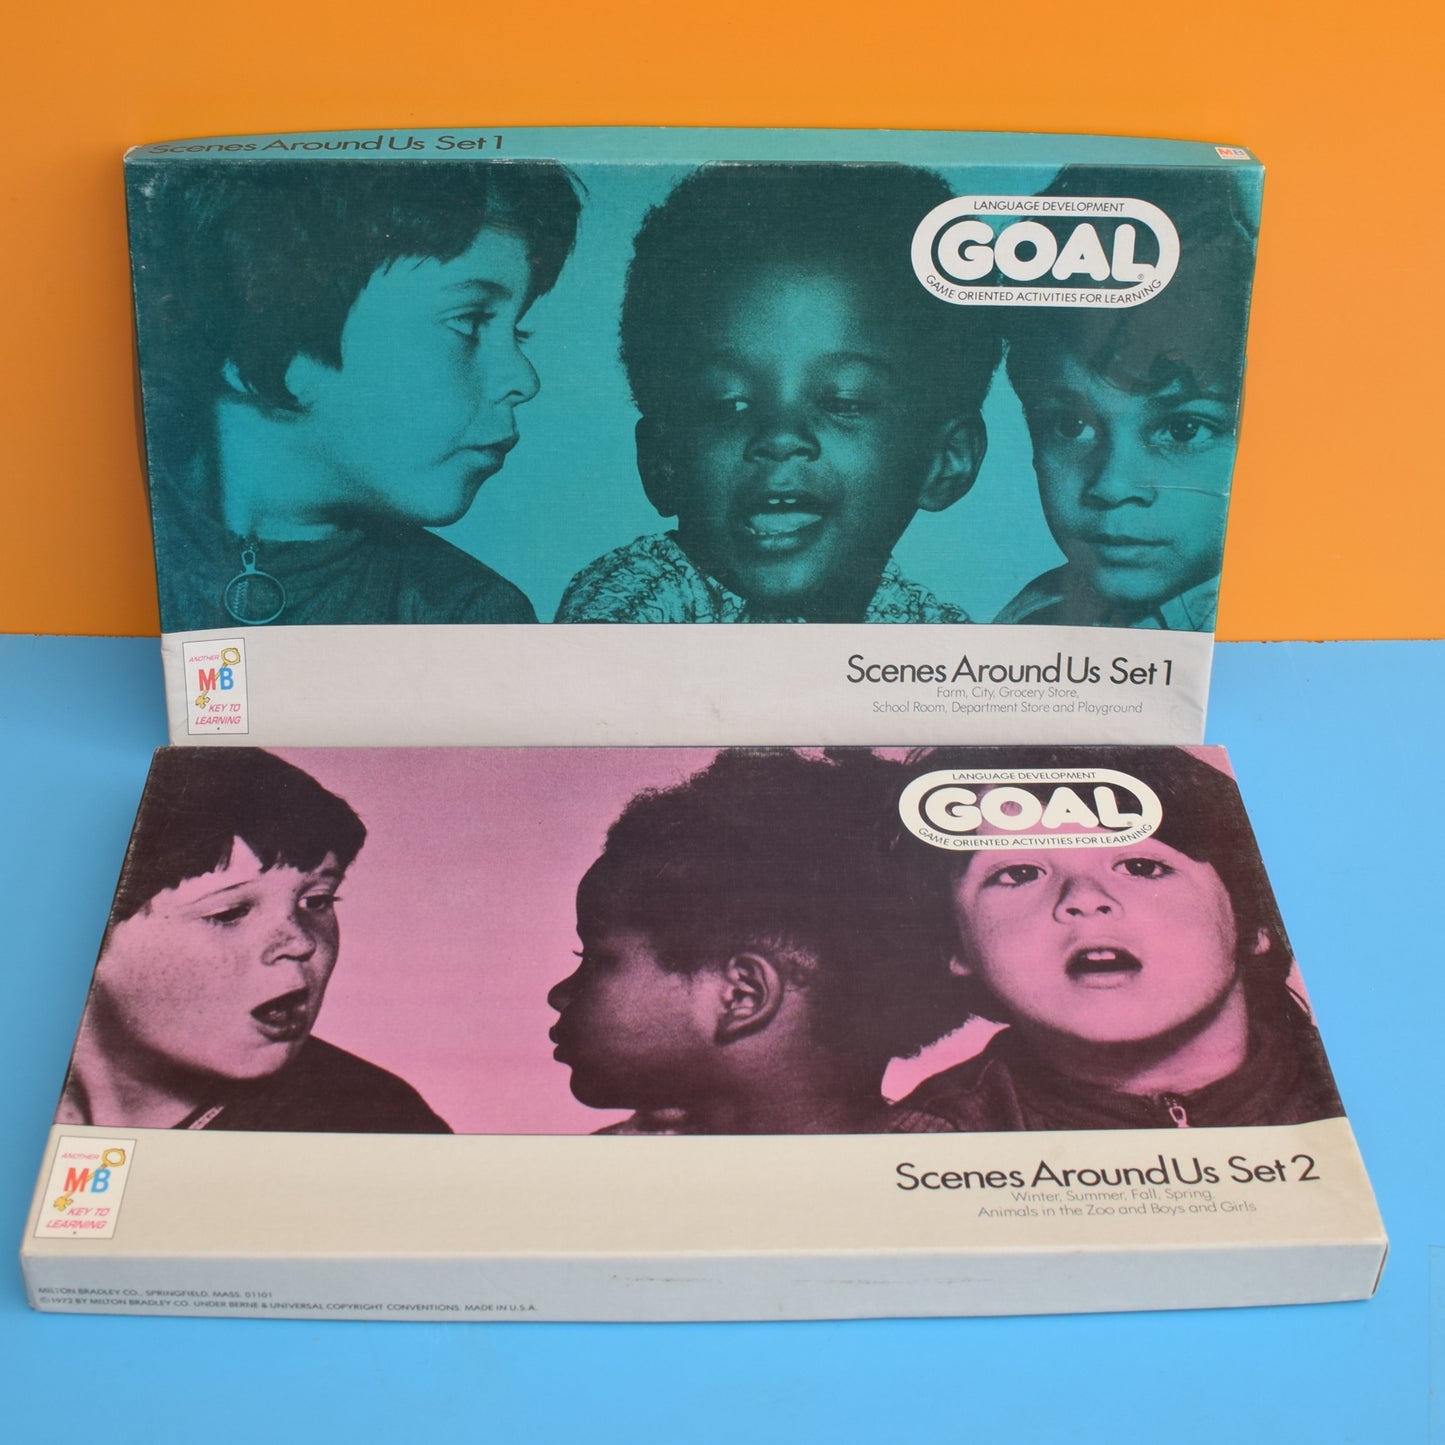 Scenes Around Us Set 1
MB
LANGUAGE DEVELOPMENT
GOAL®
GAME ORIENTED ACTIVITIES FOR LEARNING
ANOTHER
MB
KEY TO
LEARNING
Scenes Around Us Set 1
Farm, City, Grocery Store,
School Room, Department Store and Playground
LANGUAGE DEVELOPMENT
GOAL®
GAME ORIENTED ACTIVITIES FOR LEARNING
ANOTHER
MB
KEY TO
LEARNING
Scenes Around Us Set 2
Winter, Summer, Fall, Spring,
Animals in the Zoo and Boys and Girls
MILTON BRADLEY CO., SPRINGFIELD, MASS. 01101
©1972 BY MILTON BRADLEY CO. UNDER BERNE & UNIVERSAL COPYRIGHT CONVENTIONS. MADE IN U.S.A.